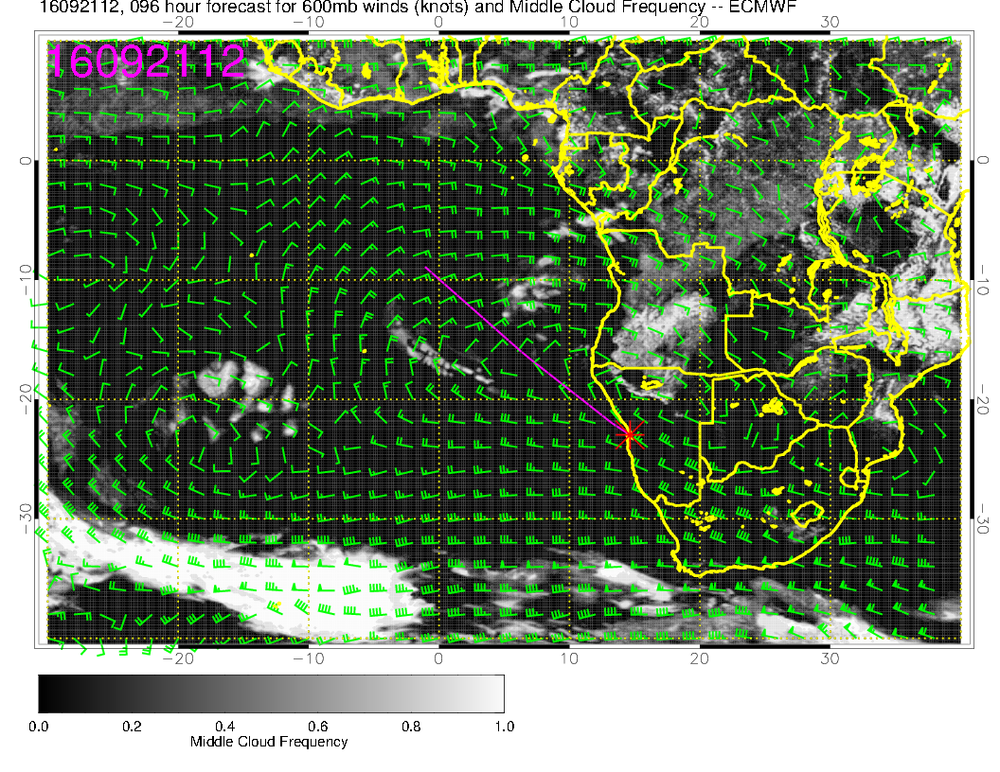 16092112, 096 hour forecast for 600mb winds (knots) and Middle Cloud Frequency -- ECMWF
-20 -10 0 10 20 30
16092112
0 0
-10 -10
-20 -20
-30 -30
-20 -10 0 10 20 30
0.0 0.2 0.4 0.6 0.8 1.0
Middle Cloud Frequency